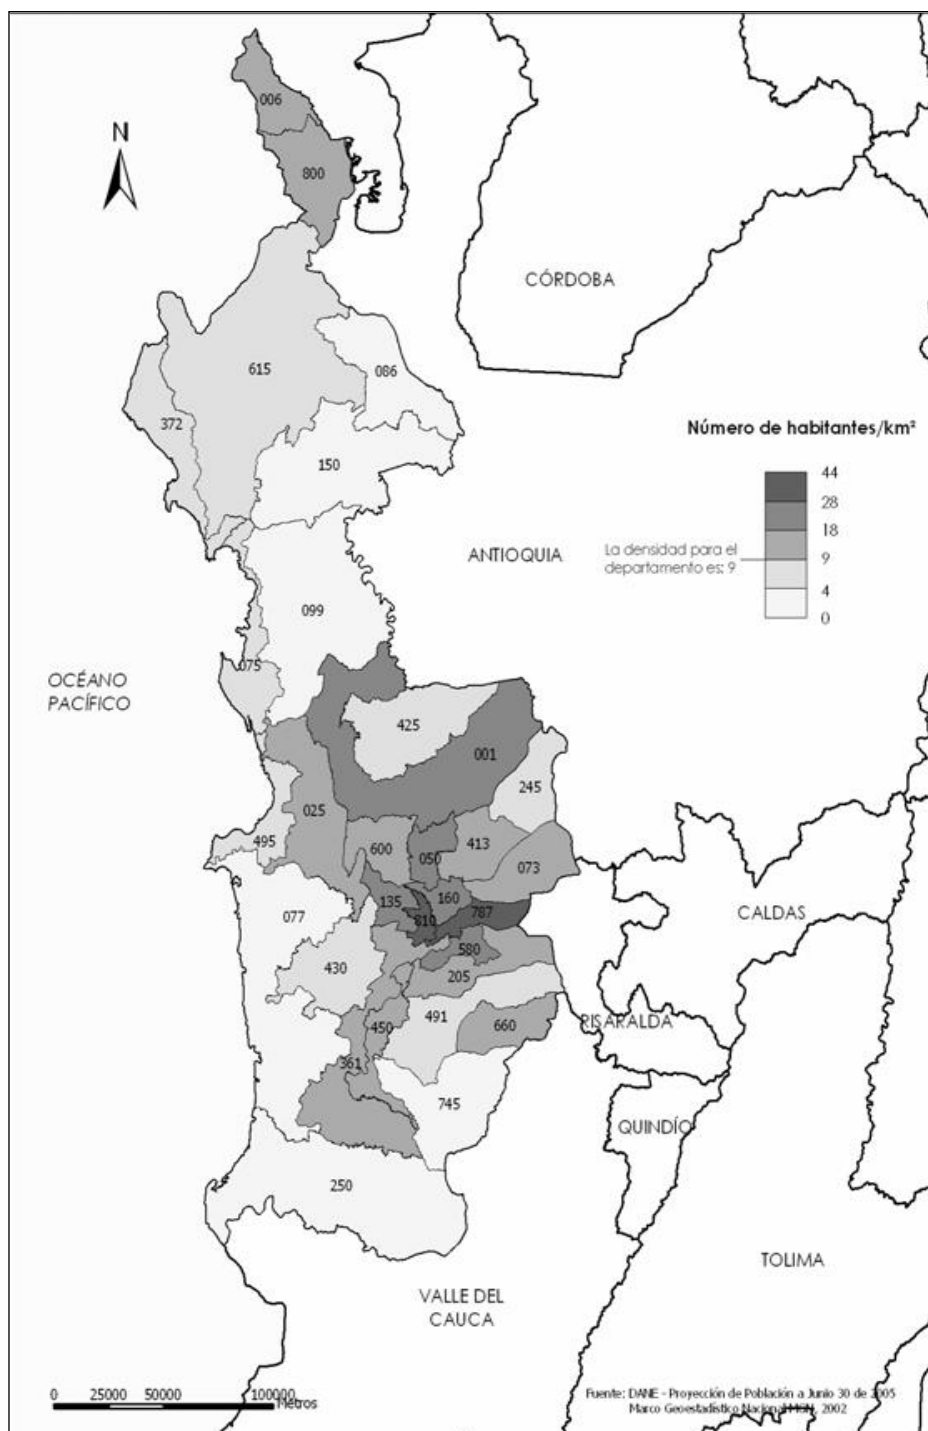 006
N
800
CÓRDOBA
615
086
372
Número de habitantes/km²
150
44
28
18
La densidad para el
departamento es: 9
9
4
0
ANTIOQUIA
099
075
OCÉANO
PACÍFICO
425
001
245
025
495
600
050
413
073
135
160
810
787
077
CALDAS
580
430
205
491
450
660
RISARALDA
361
745
QUINDÍO
250
TOLIMA
VALLE DEL
CAUCA
0 25000 50000 100000
Metros
Fuente: DANE - Proyección de Población a Junio 30 de 2005
Marco Geoestadístico Nacional MGN, 2002